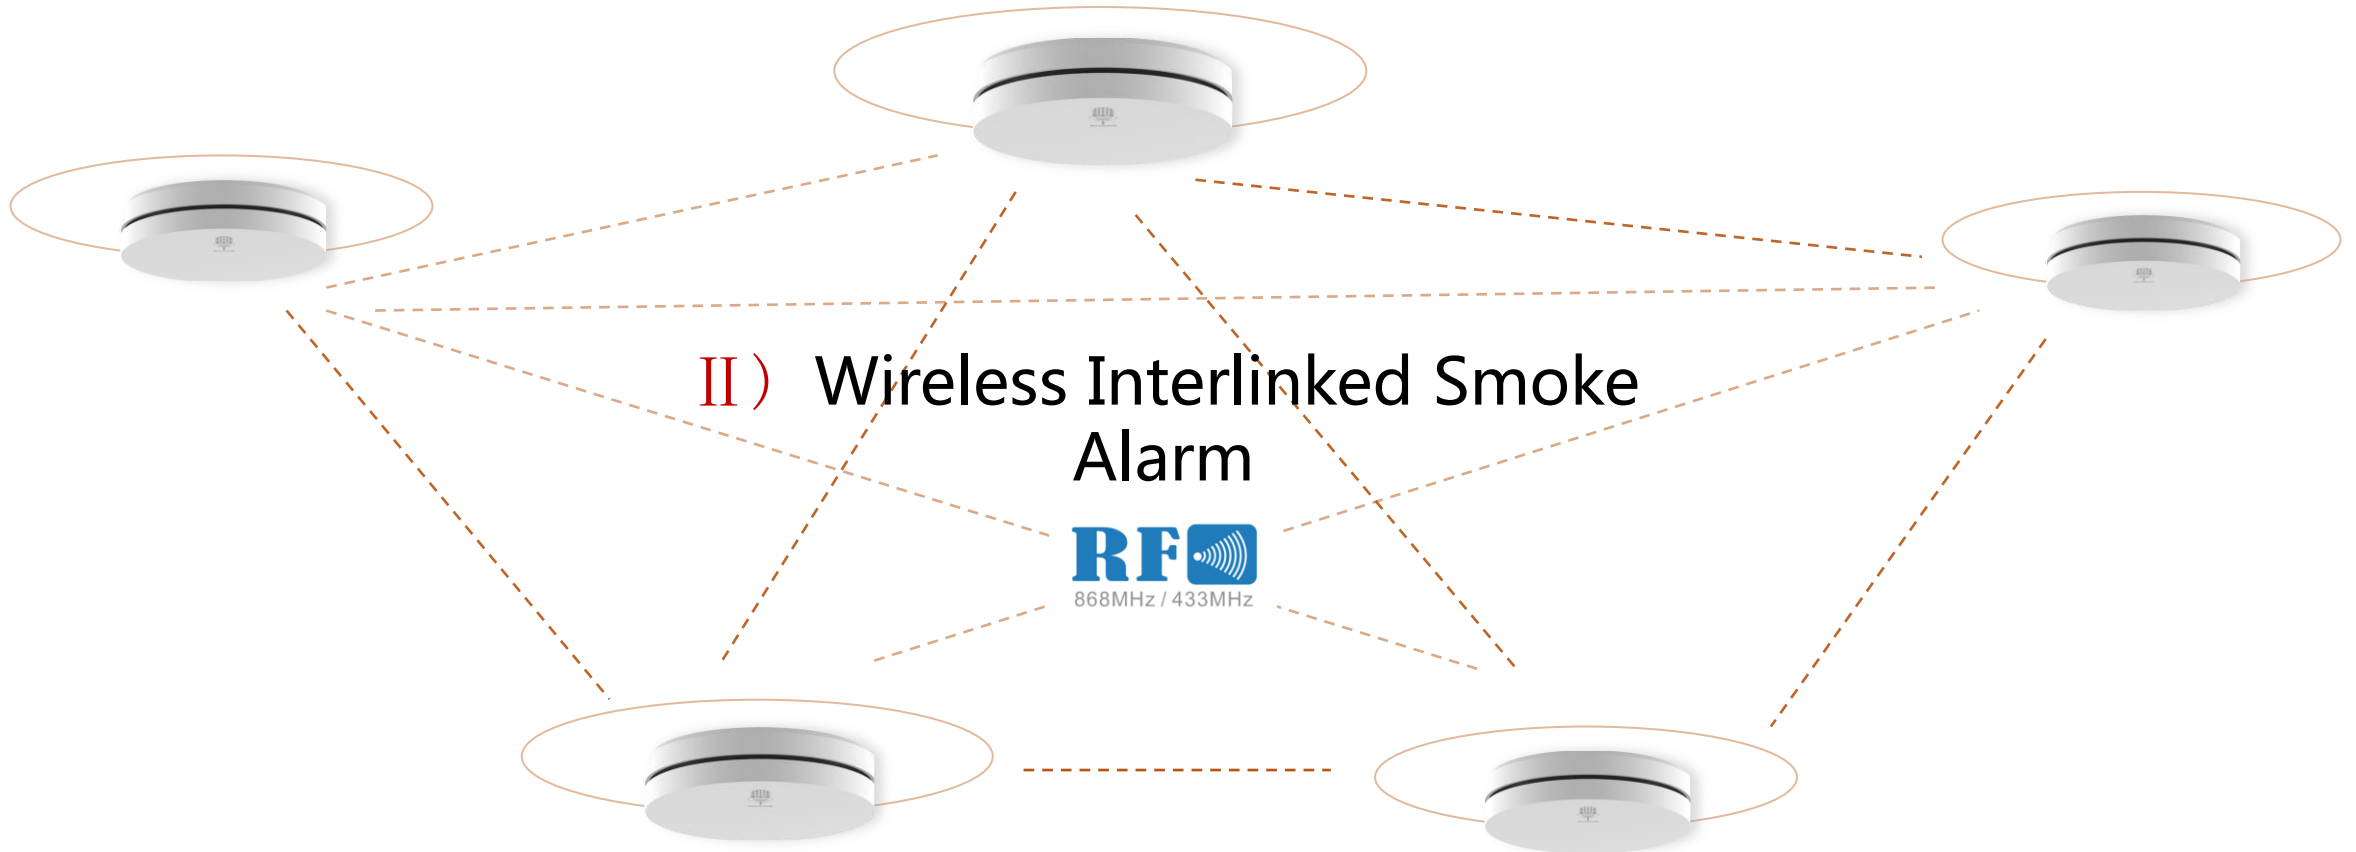 Ⅱ） Wireless Interlinked Smoke
Alarm
RF
868MHz / 433MHz